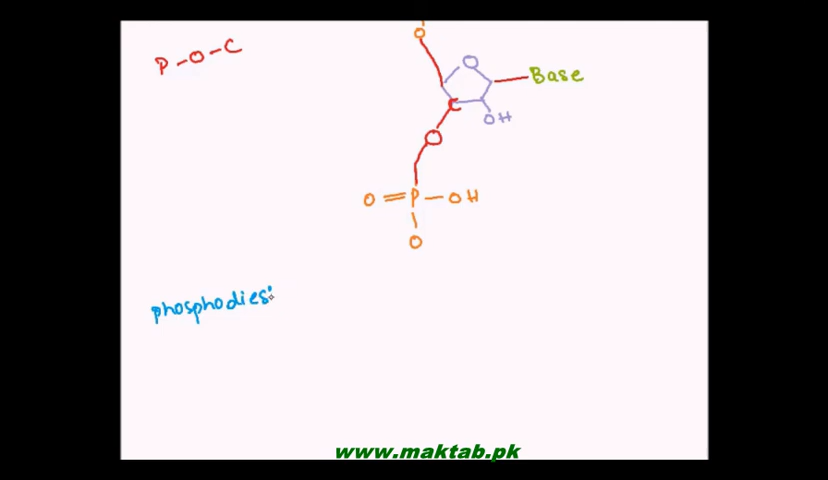 O
P-O-C
O
Base
C
OH
O
O=P-OH
O
phosphodies
www.maktab.pk